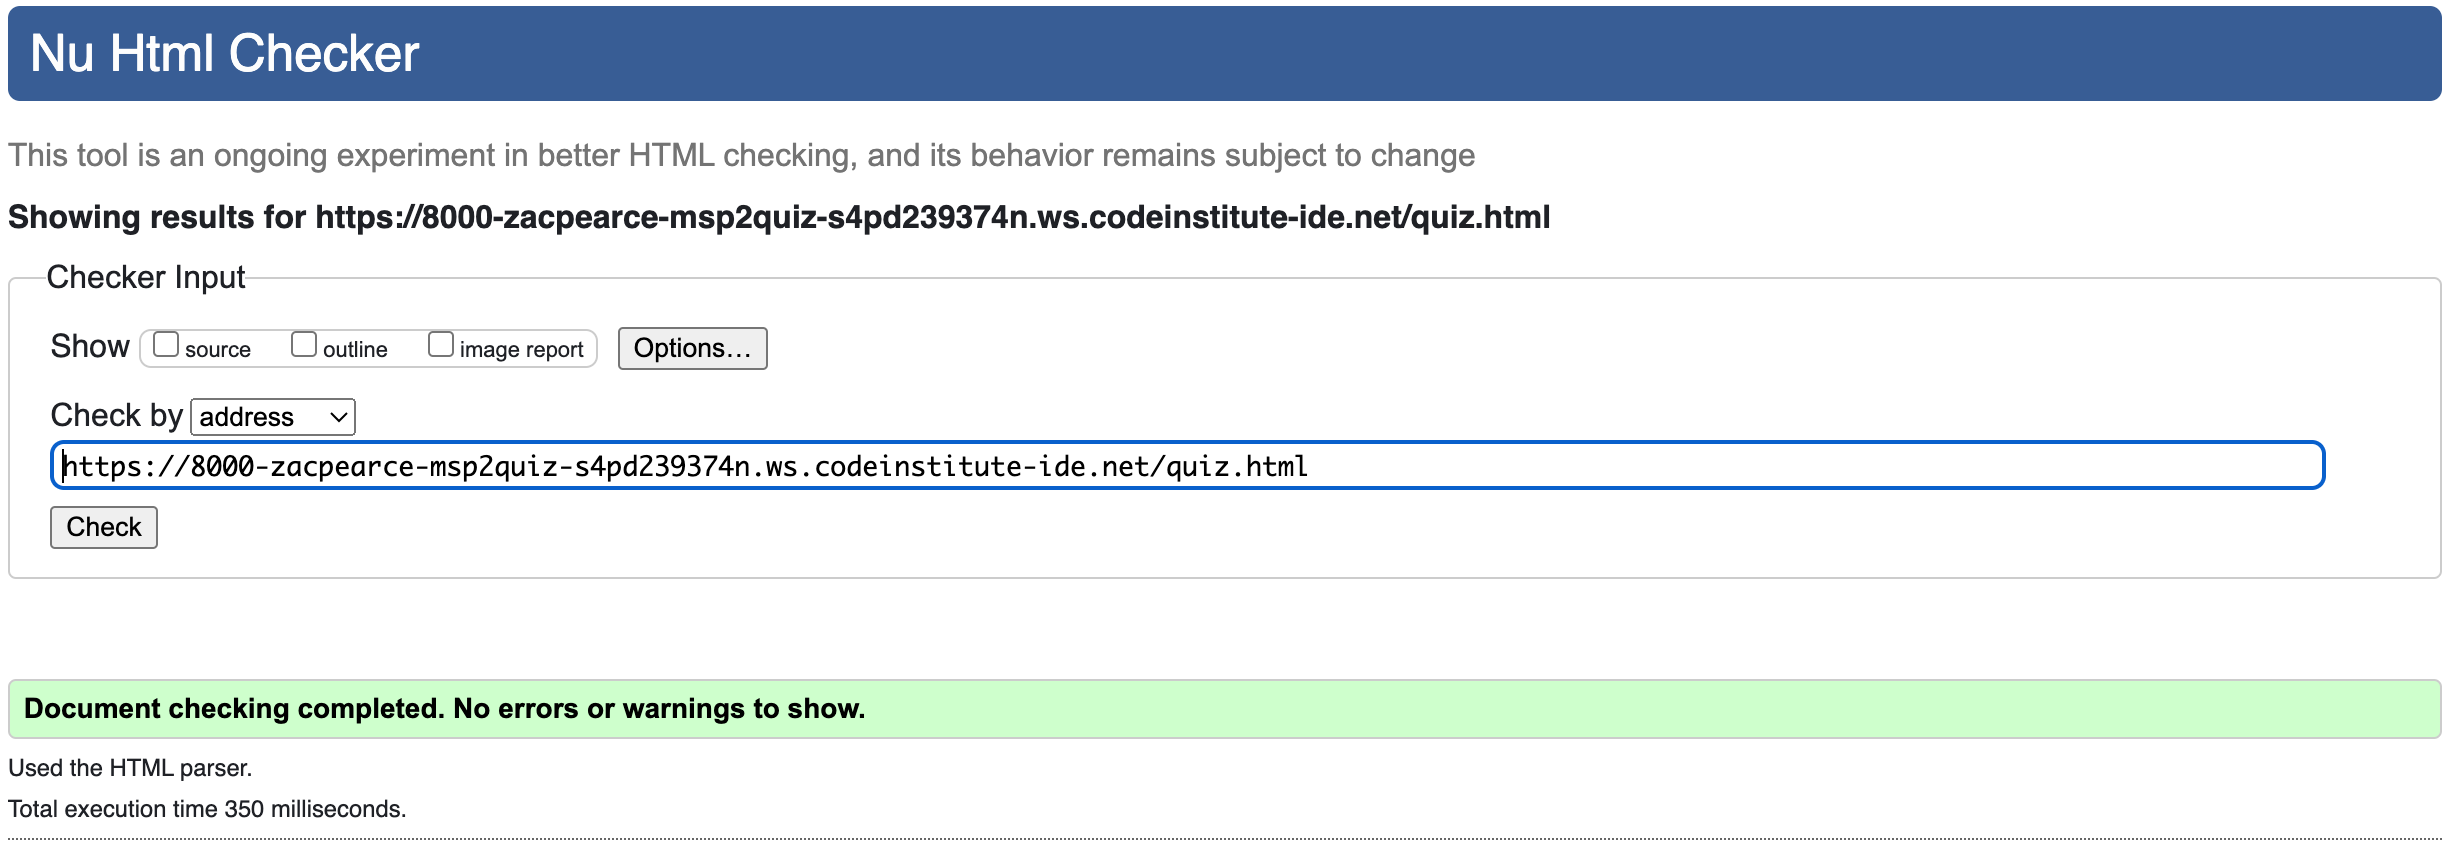 Nu Html Checker
This tool is an ongoing experiment in better HTML checking, and its behavior remains subject to change
Showing results for https://8000-zacpearce-msp2quiz-s4pd239374n.ws.codeinstitute-ide.net/quiz.html
Checker Input
Show source outline image report Options...
Check by address
https://8000-zacpearce-msp2quiz-s4pd239374n.ws.codeinstitute-ide.net/quiz.html
Check
Document checking completed. No errors or warnings to show.
Used the HTML parser.
Total execution time 350 milliseconds.